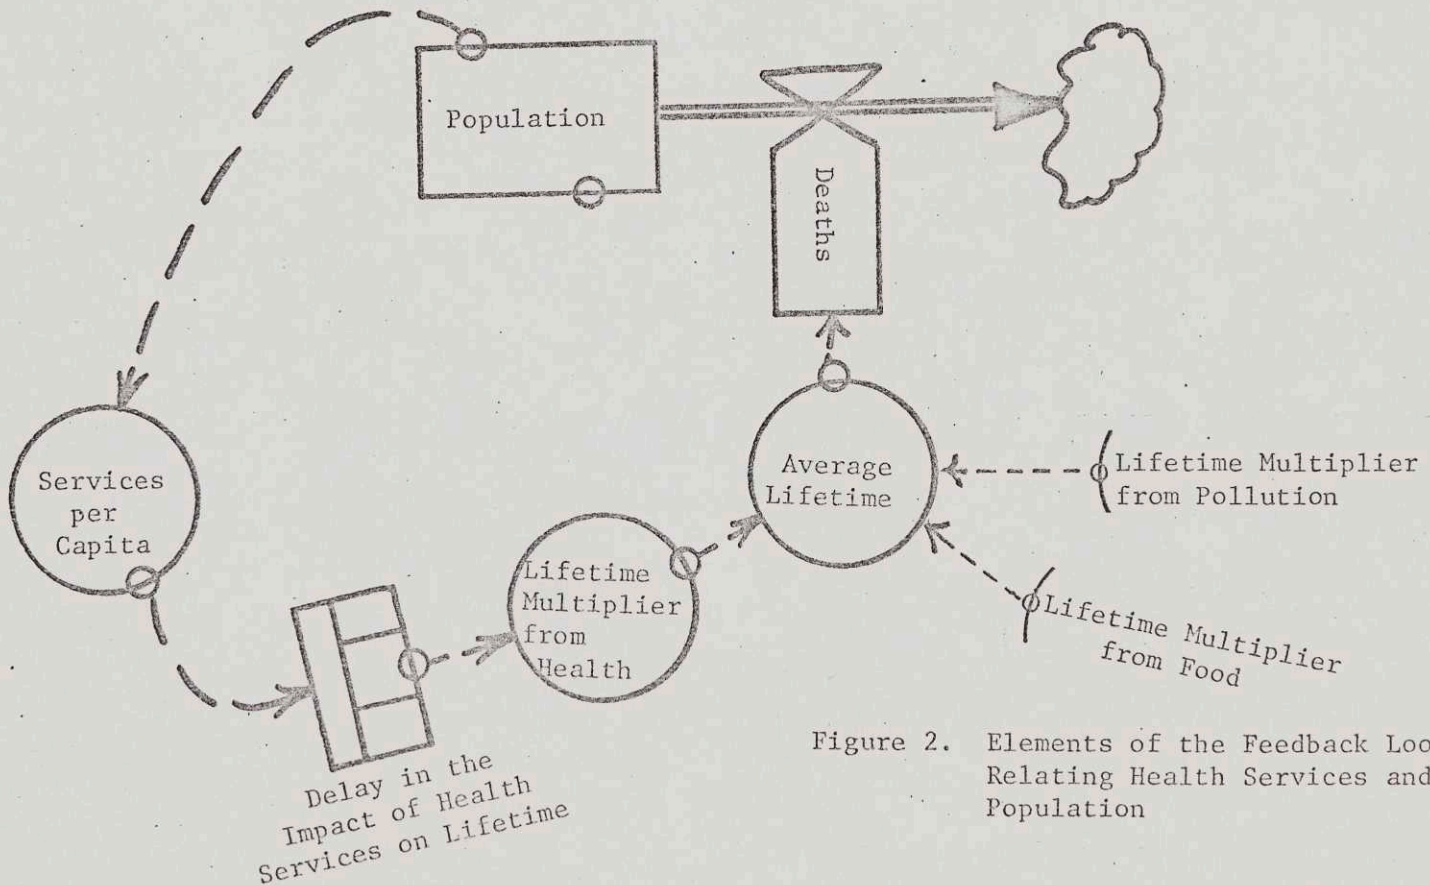 Population
Deaths
Services
per
Capita
Average
Lifetime
Lifetime Multiplier
from Pollution
Lifetime
Multiplier
from
Health
Lifetime Multiplier
from Food
Delay in the
Impact of Health
Services on Lifetime
Figure 2. Elements of the Feedback Loo
Relating Health Services and
Population